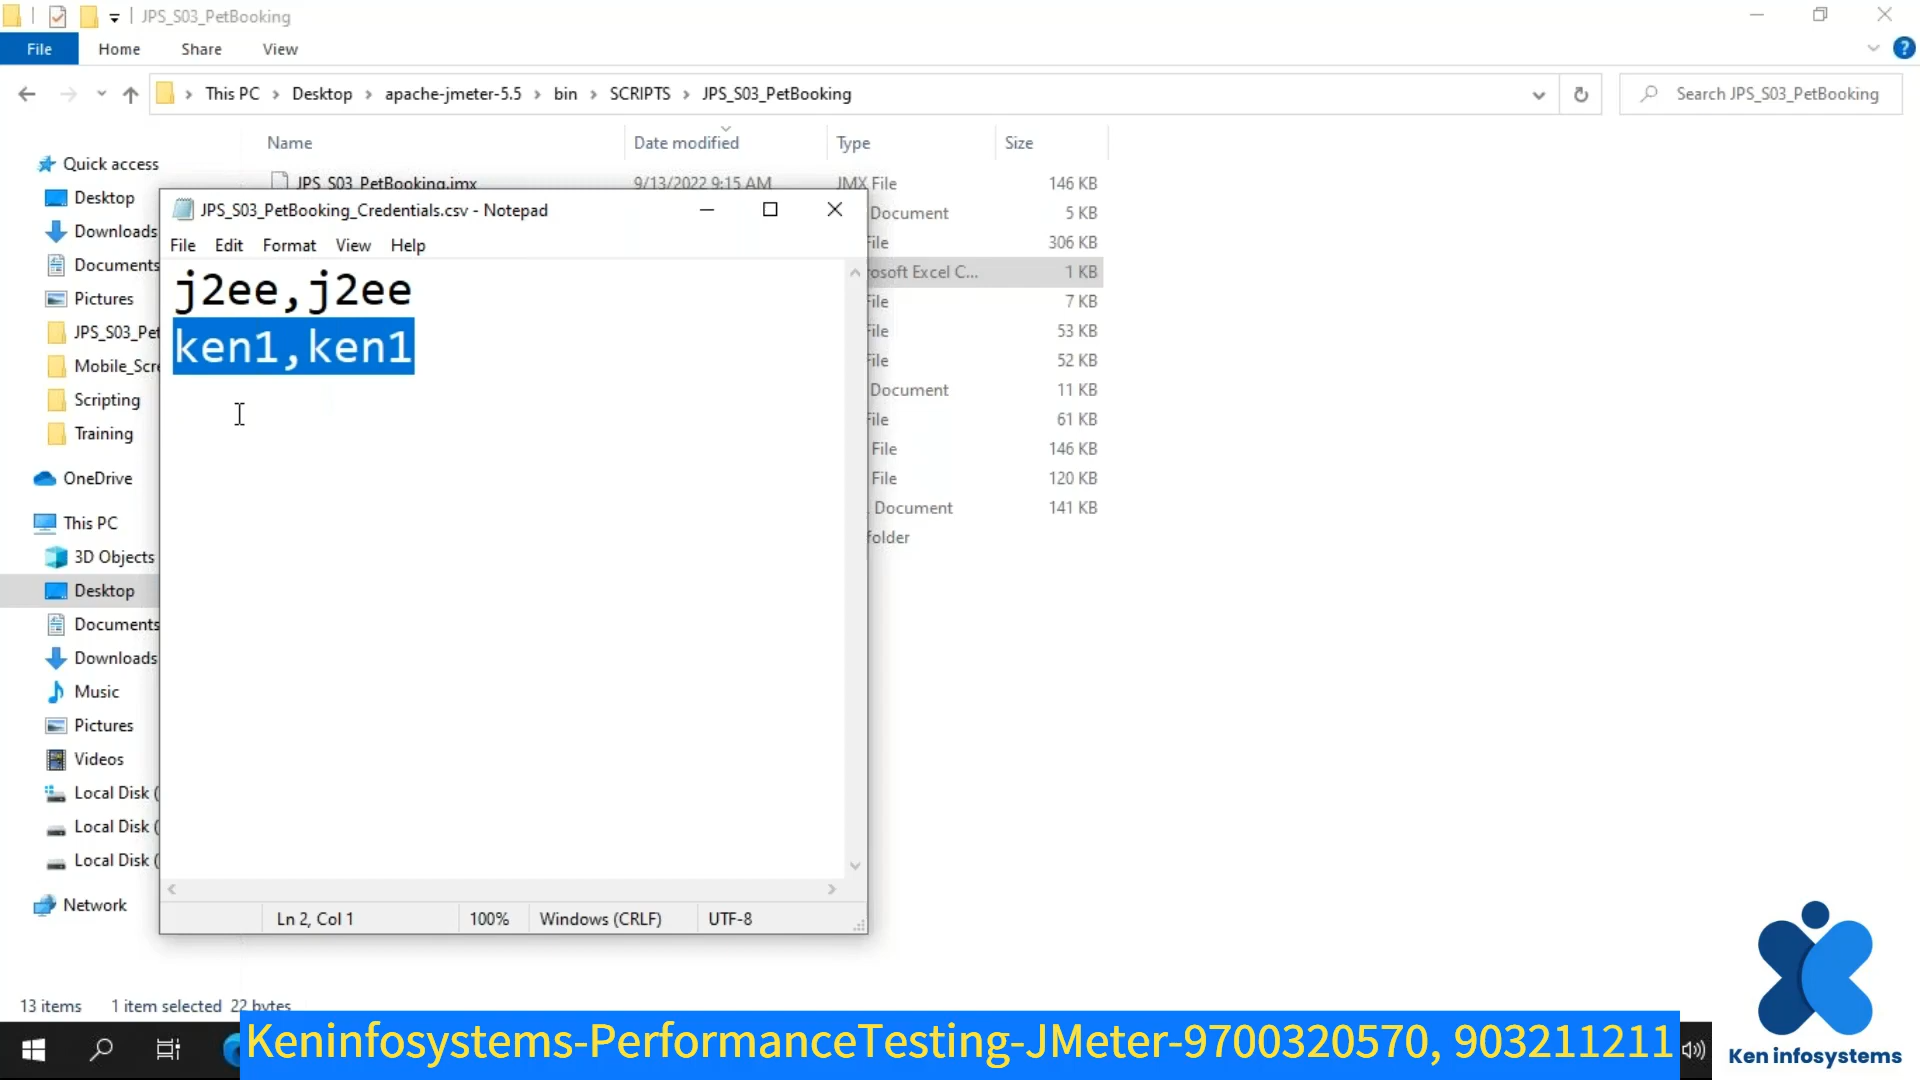 JPS_S03_PetBooking
File Home Share View
This PC Desktop apache-jmeter-5.5 bin SCRIPTS JPS_S03_PetBooking
Search JPS_S03_PetBooking
Name Date modified Type Size
JPS_S03_PetBooking.jmx 9/13/2022 9:15 AM JMX File 146 KB
Document 5 KB
File 306 KB
rosoft Excel C... 1 KB
File 7 KB
File 53 KB
File 52 KB
Document 11 KB
File 61 KB
File 146 KB
File 120 KB
Document 141 KB
folder
Quick access
Desktop
Downloads
Documents
Pictures
JPS_S03_Pet
Mobile_Scre
Scripting
Training
OneDrive
This PC
3D Objects
Desktop
Documents
Downloads
Music
Pictures
Videos
Local Disk (
Local Disk (
Local Disk (
Network
JPS_S03_PetBooking_Credentials.csv - Notepad
File Edit Format View Help
j2ee,j2ee
ken1,ken1
Ln 2, Col 1 100% Windows (CRLF) UTF-8
13 items 1 item selected 22 bytes
Keninfosystems-PerformanceTesting-JMeter-9700320570, 903211211
Ken infosystems